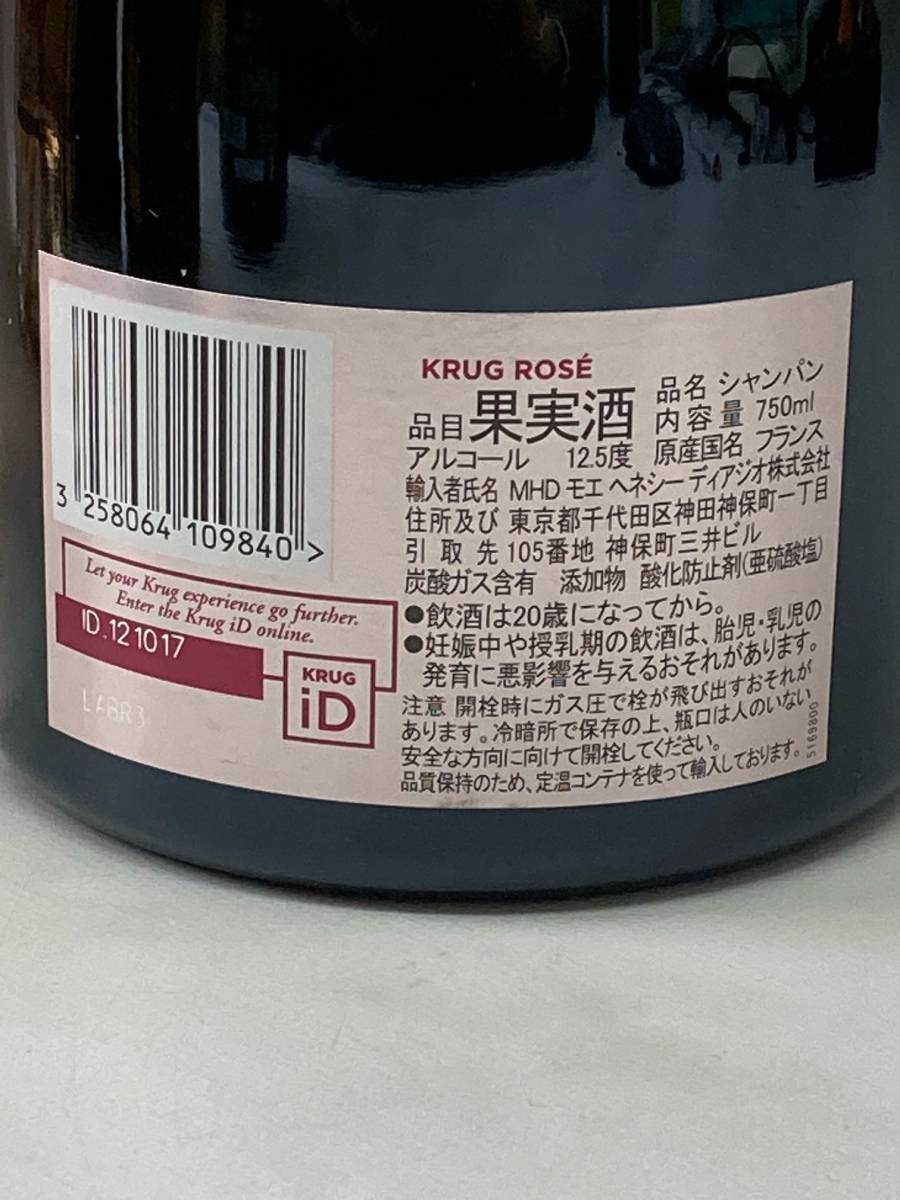 3 258064 109840 >
Let your Krug experience go further.
Enter the Krug iD online.
ID.121017
KRUG
iD
LABR3
KRUG ROSÉ
品目 果実酒
品名 シャンパン
内容量 750ml
アルコール 12.5度 原産国名 フランス
輸入者氏名 MHD モエ ヘネシー ディアジオ株式会社
住所及び 東京都千代田区神田神保町一丁目
引取先 105番地 神保町三井ビル
炭酸ガス含有 添加物 酸化防止剤(亜硫酸塩)
●飲酒は20歳になってから。
●妊娠中や授乳期の飲酒は、胎児・乳児の
発育に悪影響を与えるおそれがあります。
注意 開栓時にガス圧で栓が飛び出すおそれが
あります。冷暗所で保存の上、瓶口は人のいない
安全な方向に向けて開栓してください。
品質保持のため、定温コンテナを使って輸入しております。
5169800